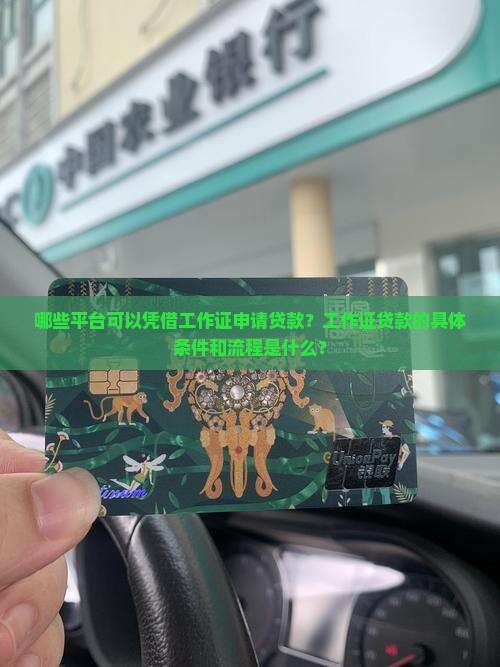 中国农业银行
哪些平台可以凭借工作证申请贷款？工作证贷款的具体
条件和流程是什么？
UnionPay
银联